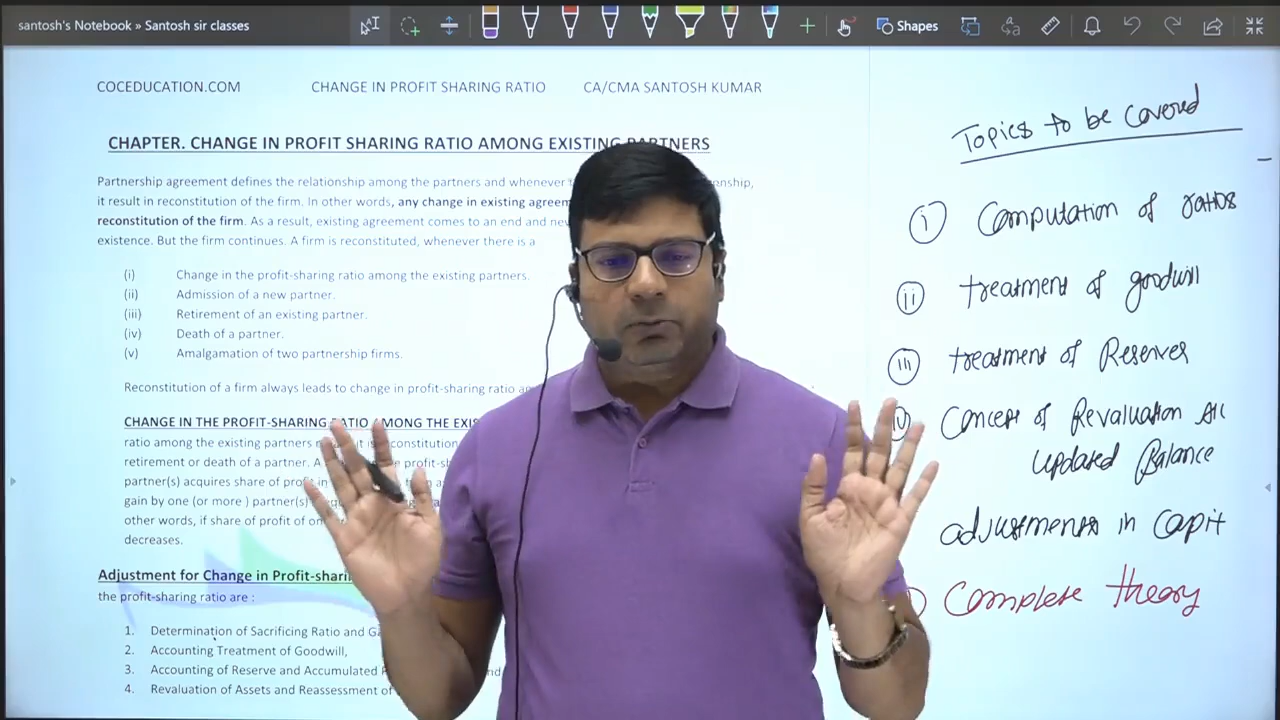 santosh's Notebook » Santosh sir classes
Shapes
COCEDUCATION.COM CHANGE IN PROFIT SHARING RATIO CA/CMA SANTOSH KUMAR
CHAPTER. CHANGE IN PROFIT SHARING RATIO AMONG EXISTING PARTNERS
Partnership agreement defines the relationship among the partners and whenever
it result in reconstitution of the firm. In other words, any change in existing
reconstitution of the firm. As a result, existing agreement comes to an end and
existence. But the firm continues. A firm is reconstituted, whenever there is a
(i) Change in the profit-sharing ratio among the existing partners.
(ii) Admission of a new partner.
(iii) Retirement of an existing partner.
(iv) Death of a partner.
(v) Amalgamation of two partnership firms.
Reconstitution of a firm always leads to change in profit-sharing ratio
CHANGE IN THE PROFIT-SHARING RATIO AMONG THE
ratio among the existing partners
retirement or death of a partner. A
partner(s) acquires share of profit
gain by one (or more ) partner(s)
other words, if share of profit of
decreases.
Adjustment for Change in
the profit-sharing ratio are :
1. Determination of Sacrificing Ratio and
2. Accounting Treatment of Goodwill,
3. Accounting of Reserve and Accumulated
4. Revaluation of Assets and Reassessment of
Topics to be Covered
(i) Computation of ratios
(ii) treatment of goodwill
(iii) treatment of Reserves
Concept of Revaluation
updated Balance
adjustments in
Complete theory